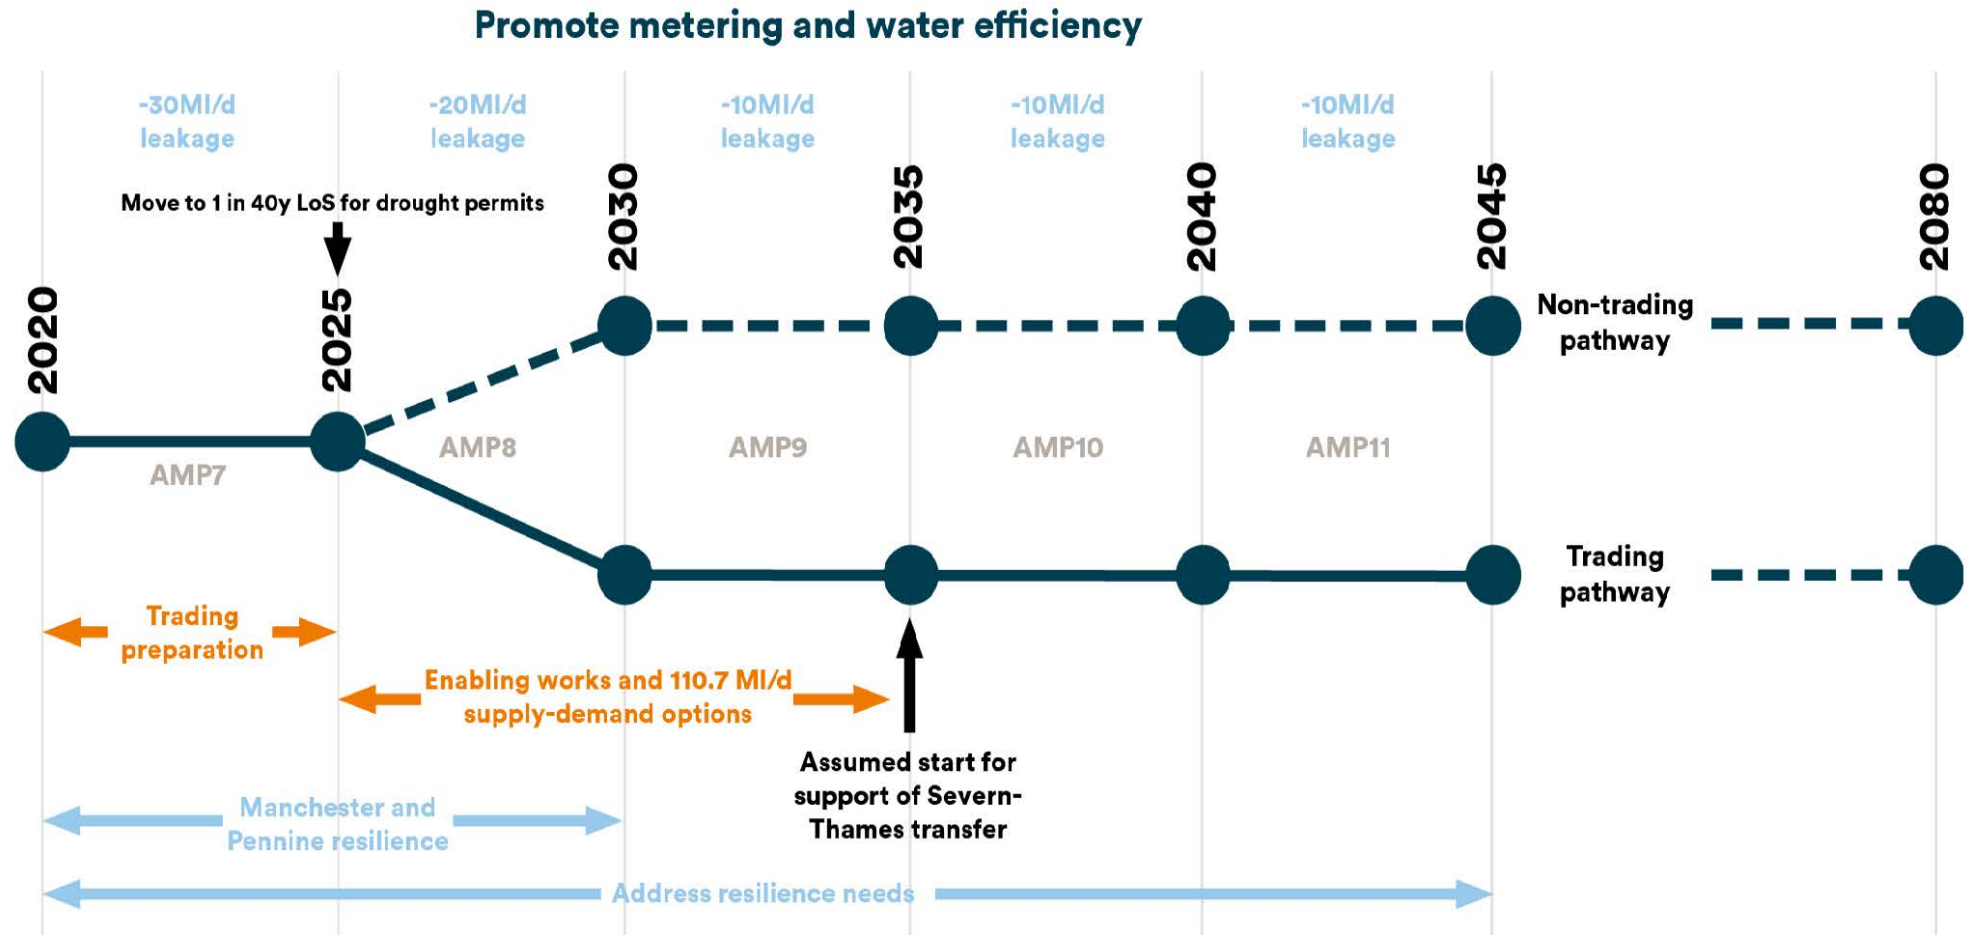 Promote metering and water efficiency
-30Ml/d
leakage
-20Ml/d
leakage
-10Ml/d
leakage
-10Ml/d
leakage
-10Ml/d
leakage
Move to 1 in 40y LoS for drought permits
2020
2025
2030
2035
2040
2045
2080
Non-trading
pathway
AMP7
AMP8
AMP9
AMP10
AMP11
Trading
pathway
Trading
preparation
Enabling works and 110.7 Ml/d
supply-demand options
Assumed start for
support of Severn-
Thames transfer
Manchester and
Pennine resilience
Address resilience needs